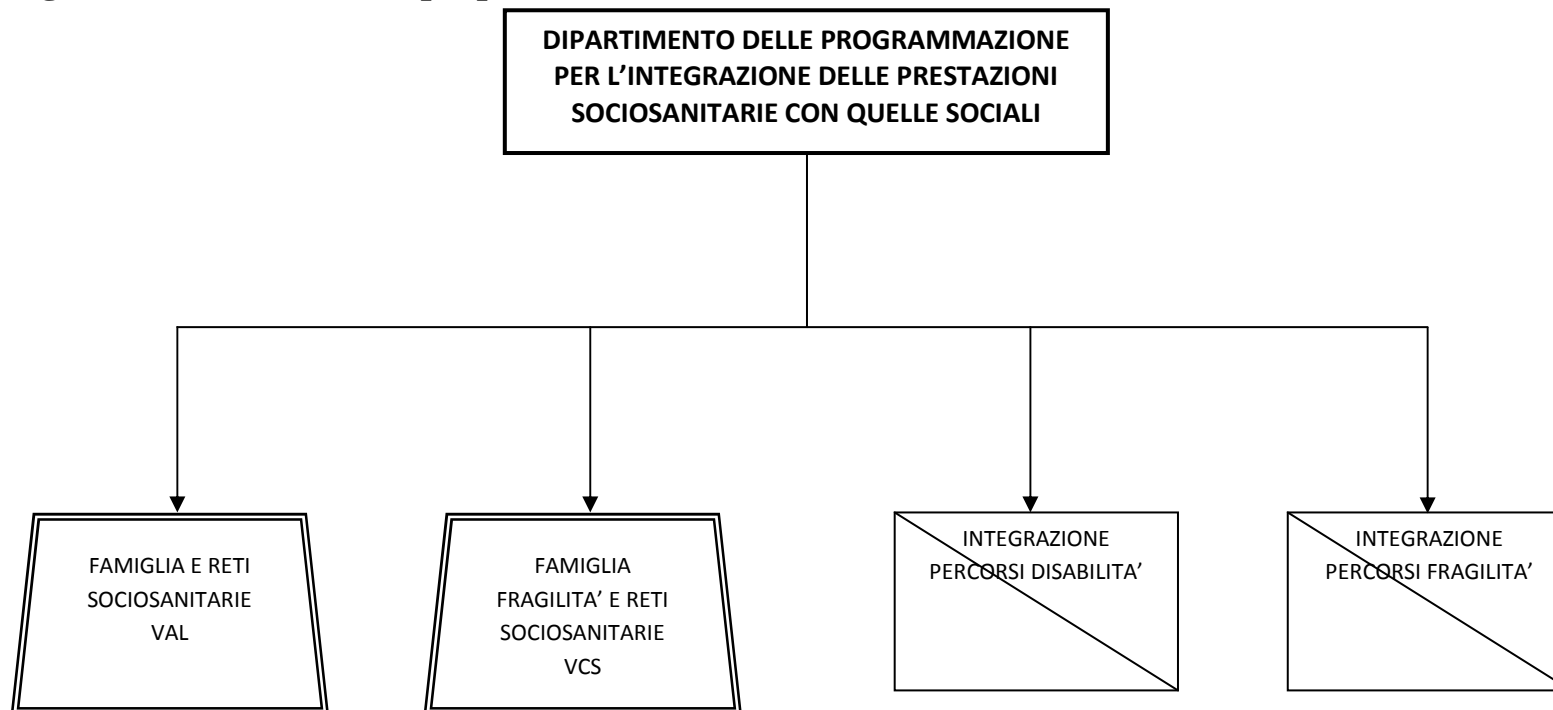 DIPARTIMENTO DELLE PROGRAMMAZIONE
PER L’INTEGRAZIONE DELLE PRESTAZIONI
SOCIOSANITARIE CON QUELLE SOCIALI
FAMIGLIA E RETI
SOCIOSANITARIE
VAL
FAMIGLIA
FRAGILITA’ E RETI
SOCIOSANITARIE
VCS
INTEGRAZIONE
PERCORSI DISABILITA’
INTEGRAZIONE
PERCORSI FRAGILITA’